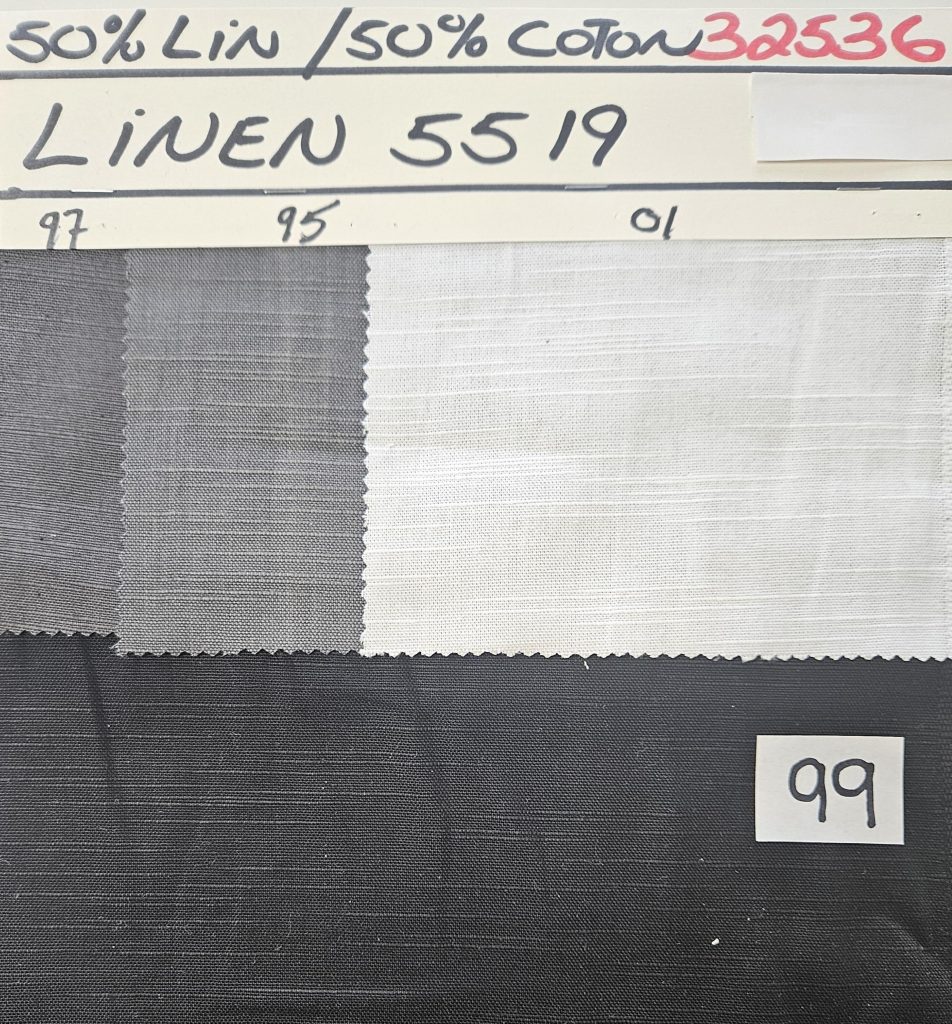 50% LiN / 50% COTON 32536
LiNEN 5519
97 95 01
99